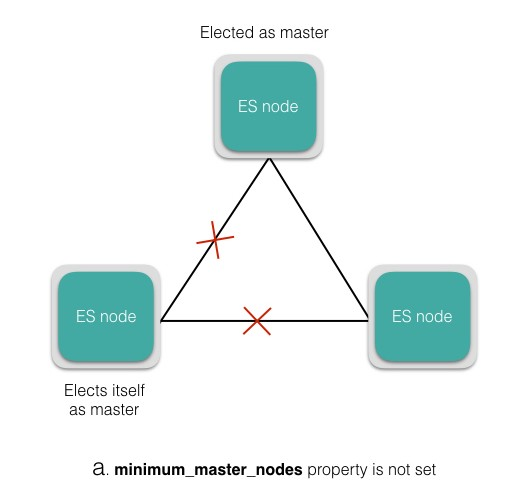 Elected as master
ES node
ES node
ES node
Elects itself
as master
a. minimum_master_nodes property is not set